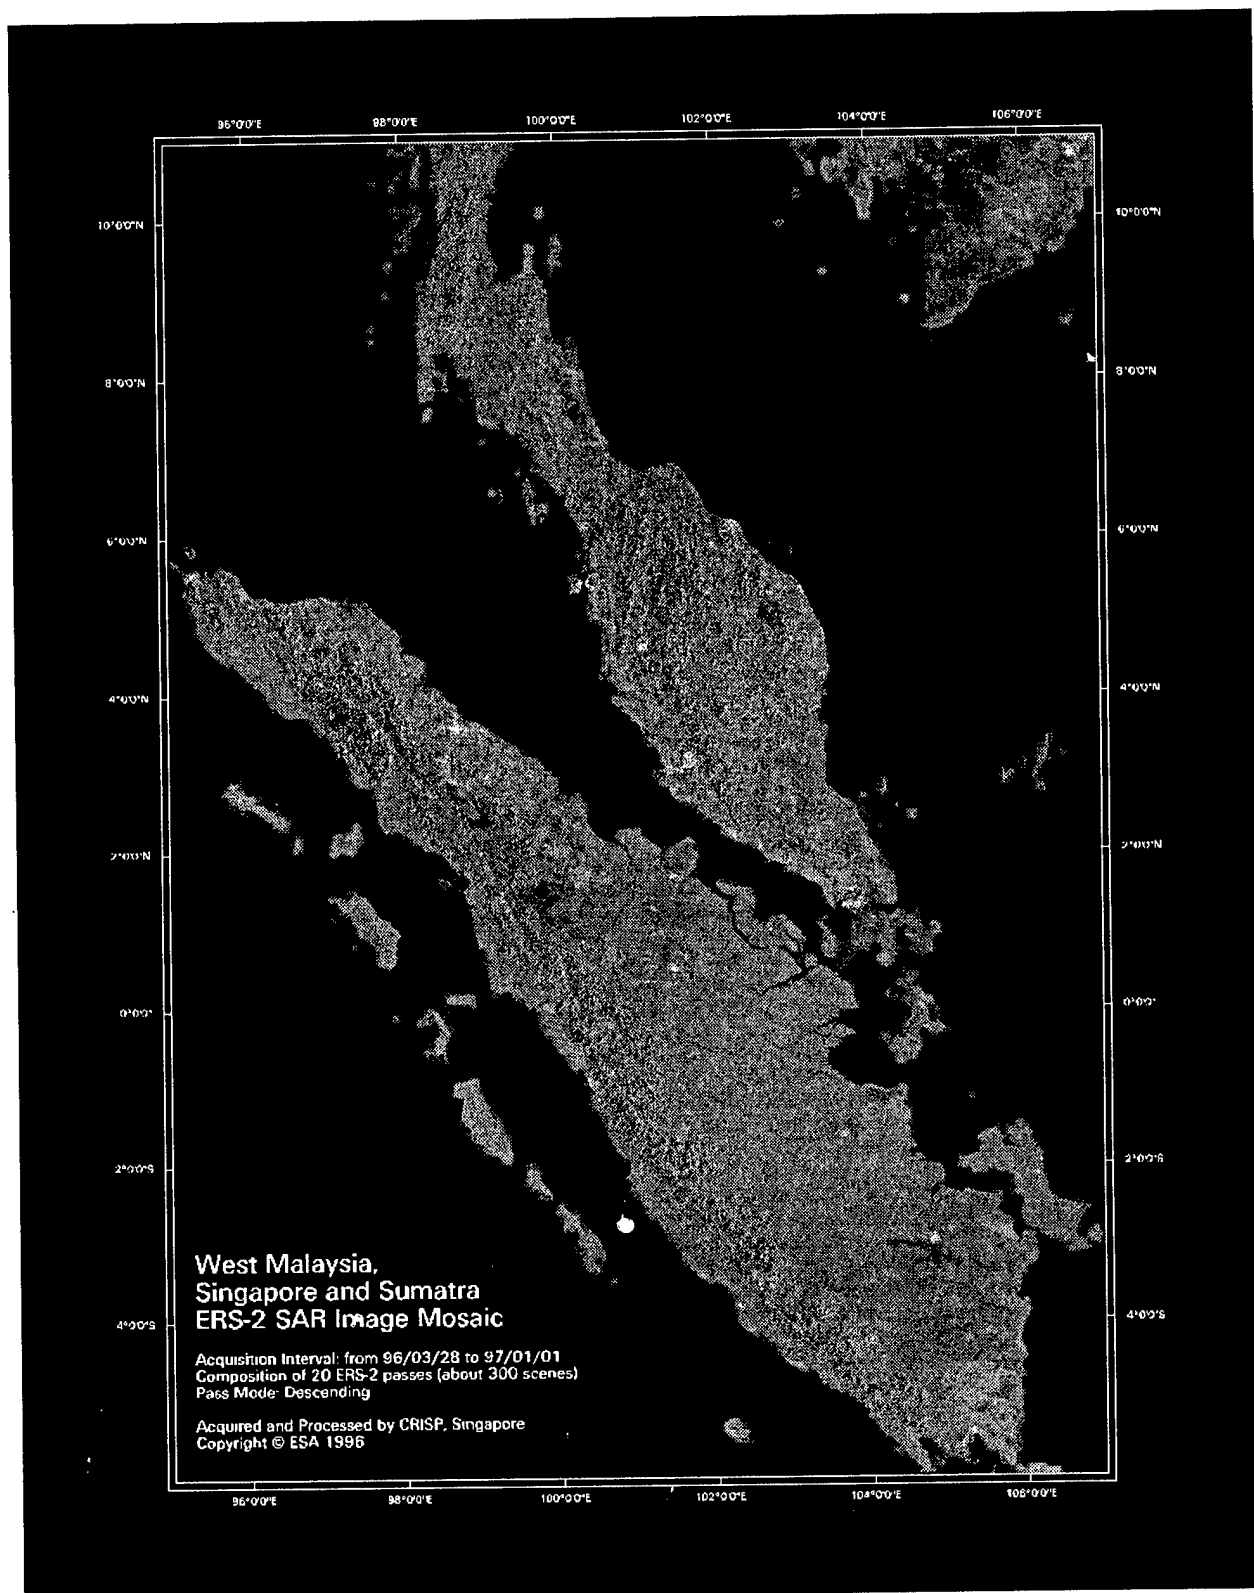 96°0'0"E 98°0'0"E 100°0'0"E 102°0'0"E 104°0'0"E 106°0'0"E
10°0'0"N 10°0'0"N
8°0'0"N 8°0'0"N
6°0'0"N 6°0'0"N
4°0'0"N 4°0'0"N
2°0'0"N 2°0'0"N
0°0'0" 0°0'0"
2°0'0"S 2°0'0"S
West Malaysia,
Singapore and Sumatra
ERS-2 SAR Image Mosaic
4°0'0"S 4°0'0"S
Acquisition Interval: from 96/03/28 to 97/01/01
Composition of 20 ERS-2 passes (about 300 scenes)
Pass Mode: Descending
Acquired and Processed by CRISP, Singapore
Copyright © ESA 1996
96°0'0"E 98°0'0"E 100°0'0"E 102°0'0"E 104°0'0"E 106°0'0"E